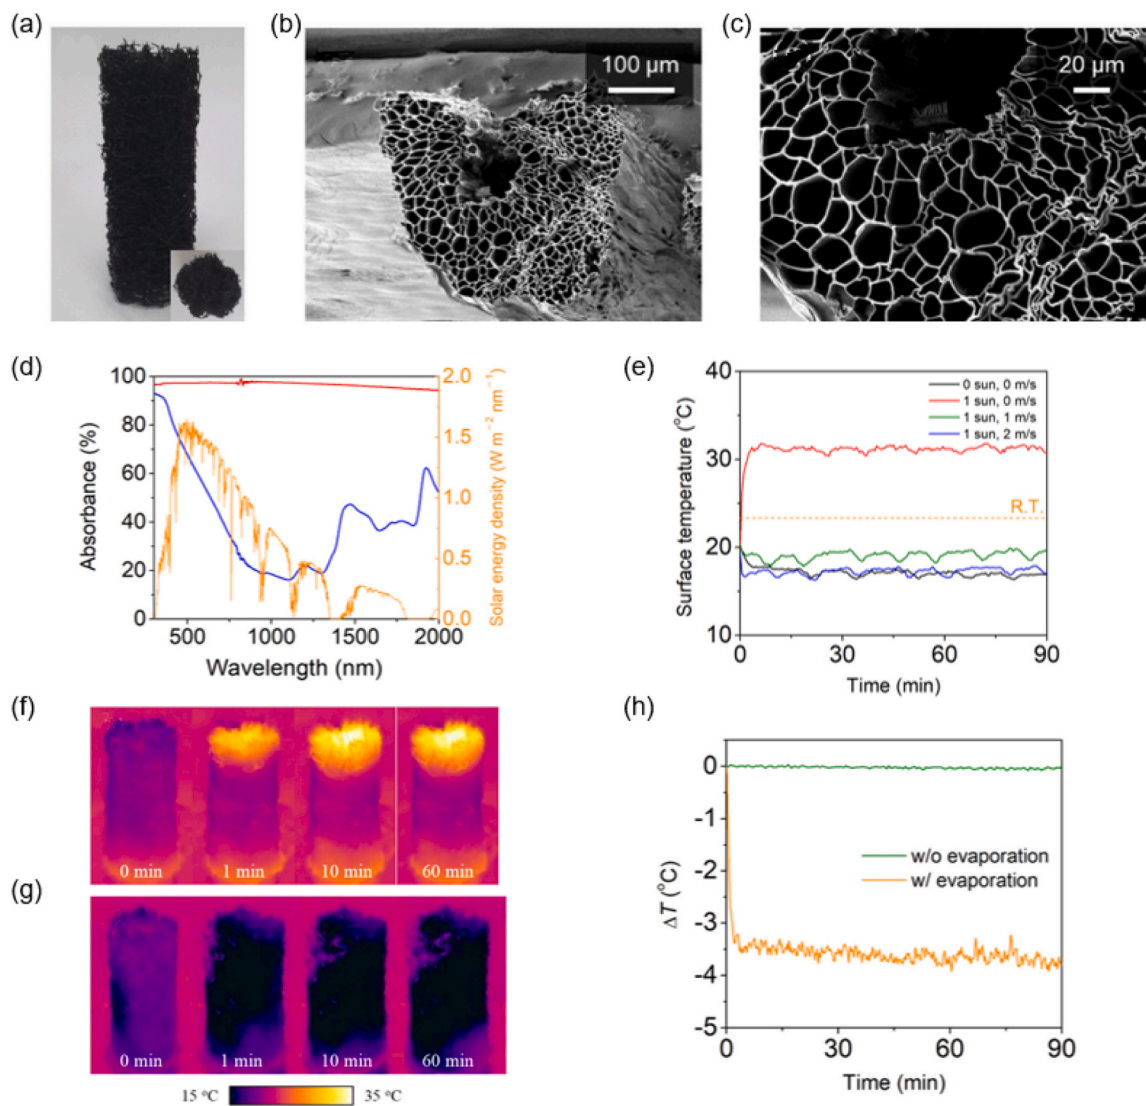 (a)
(b)
100 µm
(c)
20 µm
(d)
Absorbance (%)
100
80
60
40
20
0
2.0
1.5
1.0
0.5
0.0
Solar energy density (W m⁻² nm⁻¹)
500 1000 1500 2000
Wavelength (nm)
(e)
Surface temperature (°C)
40
30
20
10
0 sun, 0 m/s
1 sun, 0 m/s
1 sun, 1 m/s
1 sun, 2 m/s
R.T.
0 30 60 90
Time (min)
(f)
0 min 1 min 10 min 60 min
(g)
0 min 1 min 10 min 60 min
15 °C 35 °C
(h)
ΔT (°C)
0
-1
-2
-3
-4
-5
w/o evaporation
w/ evaporation
0 30 60 90
Time (min)